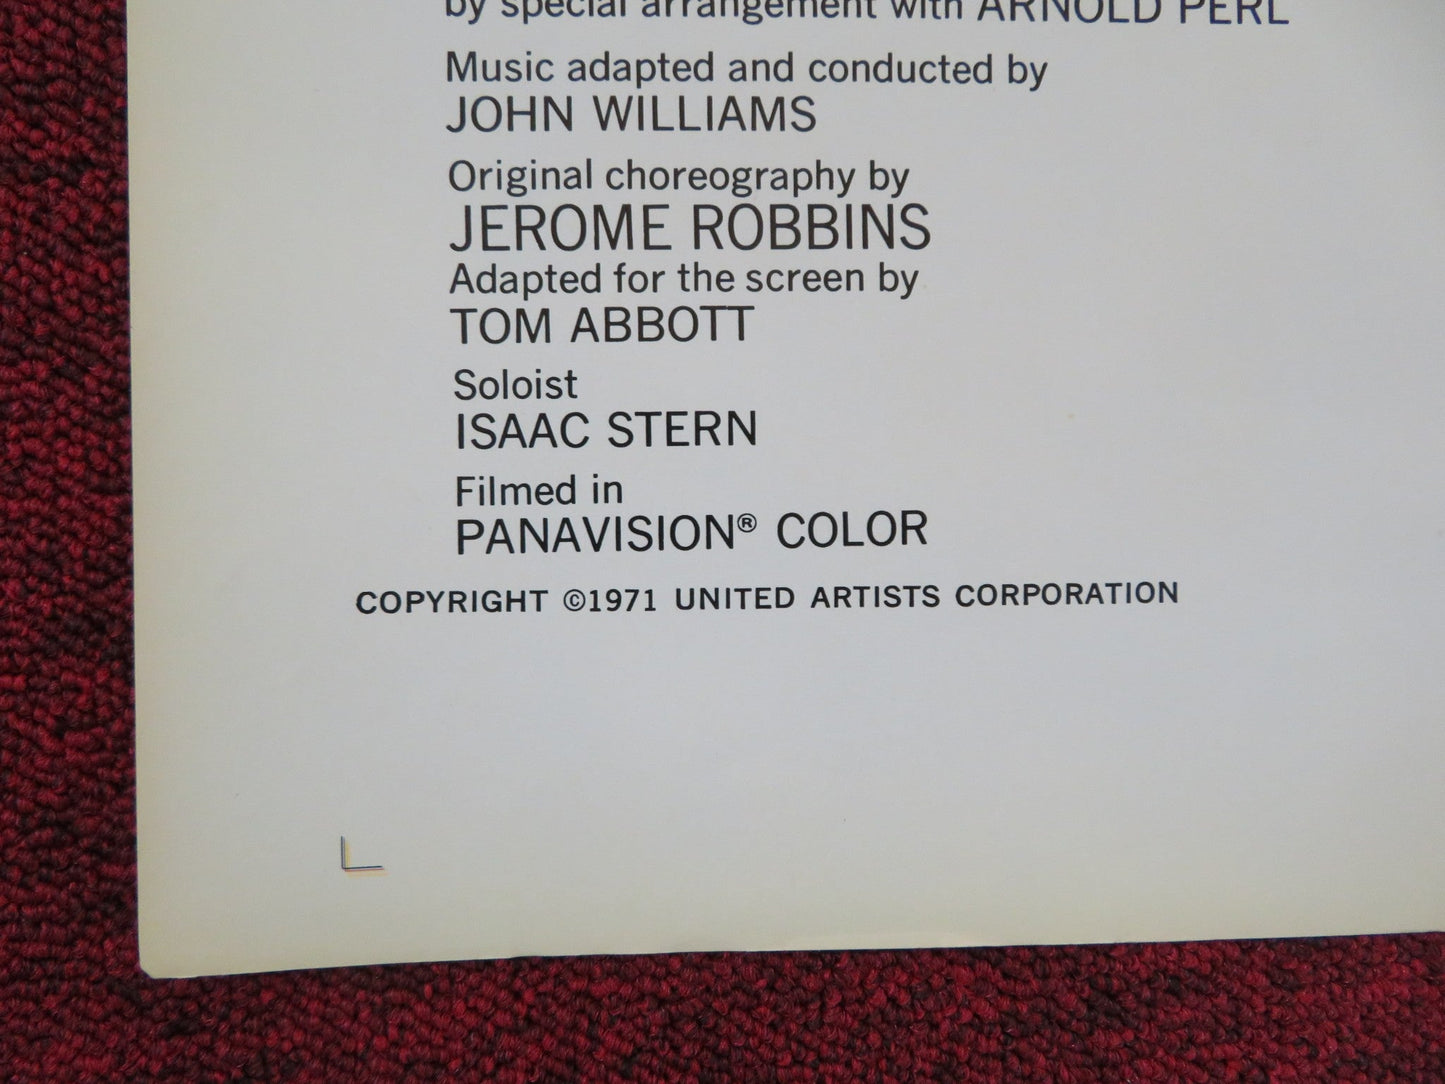 by special arrangement with ARNOLD PERL
Music adapted and conducted by
JOHN WILLIAMS
Original choreography by
JEROME ROBBINS
Adapted for the screen by
TOM ABBOTT
Soloist
ISAAC STERN
Filmed in
PANAVISION® COLOR
COPYRIGHT ©1971 UNITED ARTISTS CORPORATION